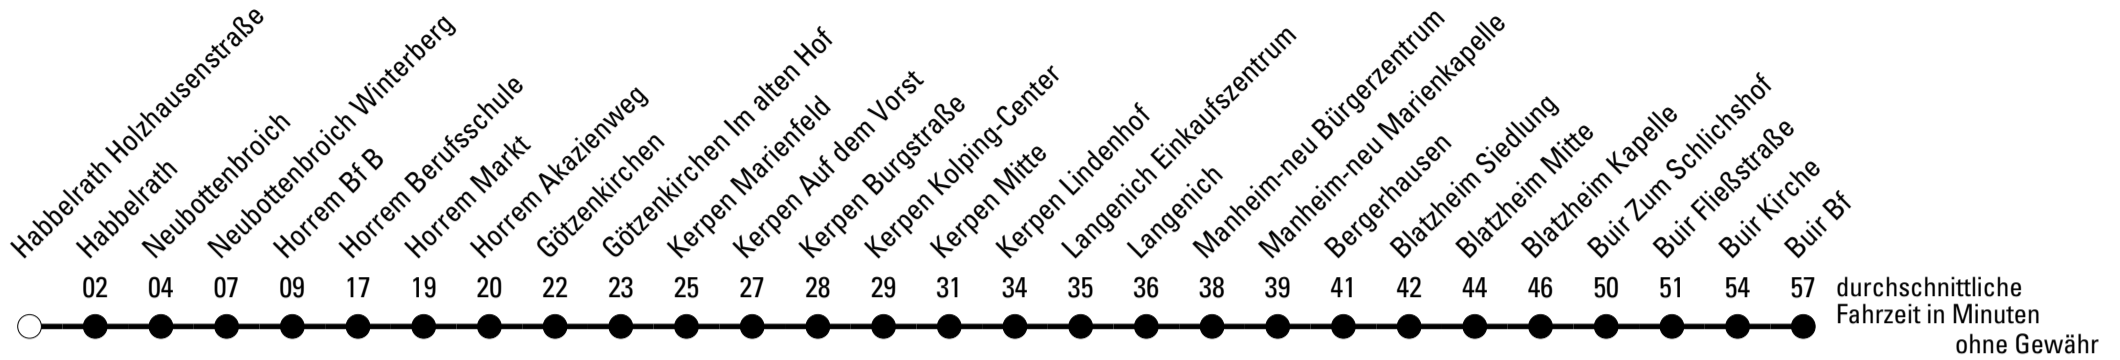 Habbelrath Holzhausenstraße
Habbelrath
Neubottenbroich
Neubottenbroich Winterberg
Horrem Bf B
Horrem Berufsschule
Horrem Markt
Horrem Akazienweg
Götzenkirchen
Götzenkirchen Im alten Hof
Kerpen Marienfeld
Kerpen Auf dem Vorst
Kerpen Burgstraße
Kerpen Kolping-Center
Kerpen Mitte
Kerpen Lindenhof
Langenich Einkaufszentrum
Langenich
Manheim-neu Bürgerzentrum
Manheim-neu Marienkapelle
Bergerhausen
Blatzheim Siedlung
Blatzheim Mitte
Blatzheim Kapelle
Buir Zum Schlichshof
Buir Fließstraße
Buir Kirche
Buir Bf
02 04 07 09 17 19 20 22 23 25 27 28 29 31 34 35 36 38 39 41 42 44 46 50 51 54 57
durchschnittliche
Fahrzeit in Minuten
ohne Gewähr